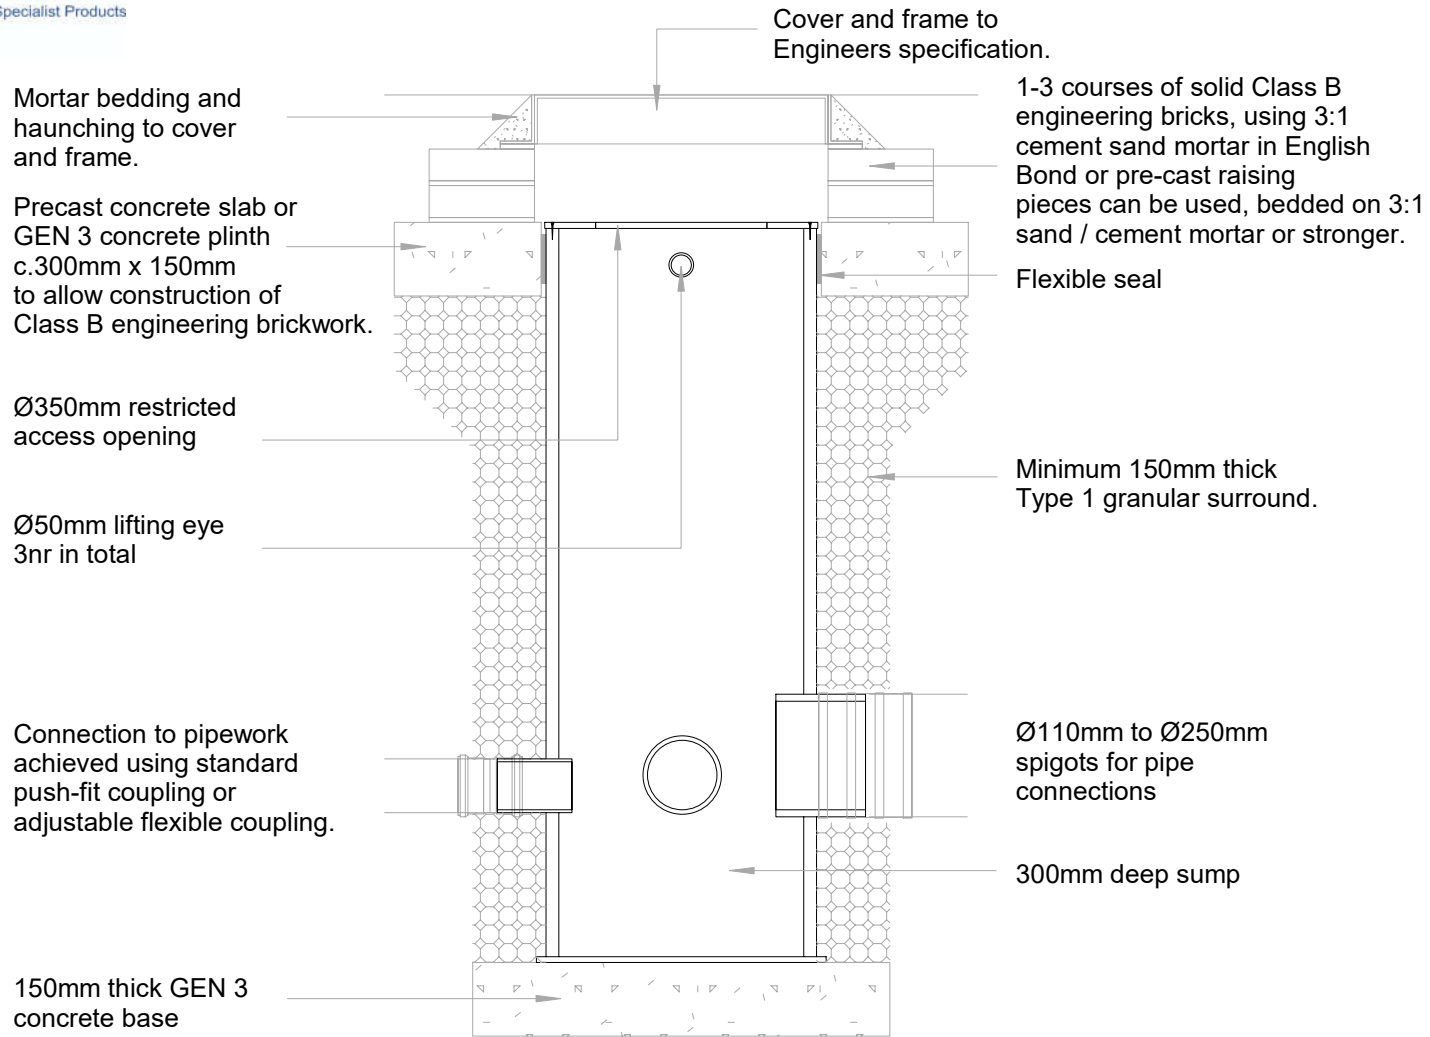 Specialist Products
Cover and frame to
Engineers specification.
Mortar bedding and
haunching to cover
and frame.
1-3 courses of solid Class B
engineering bricks, using 3:1
cement sand mortar in English
Bond or pre-cast raising
pieces can be used, bedded on 3:1
sand / cement mortar or stronger.
Precast concrete slab or
GEN 3 concrete plinth
c.300mm x 150mm
to allow construction of
Class B engineering brickwork.
Flexible seal
Ø350mm restricted
access opening
Minimum 150mm thick
Type 1 granular surround.
Ø50mm lifting eye
3nr in total
Connection to pipework
achieved using standard
push-fit coupling or
adjustable flexible coupling.
Ø110mm to Ø250mm
spigots for pipe
connections
300mm deep sump
150mm thick GEN 3
concrete base